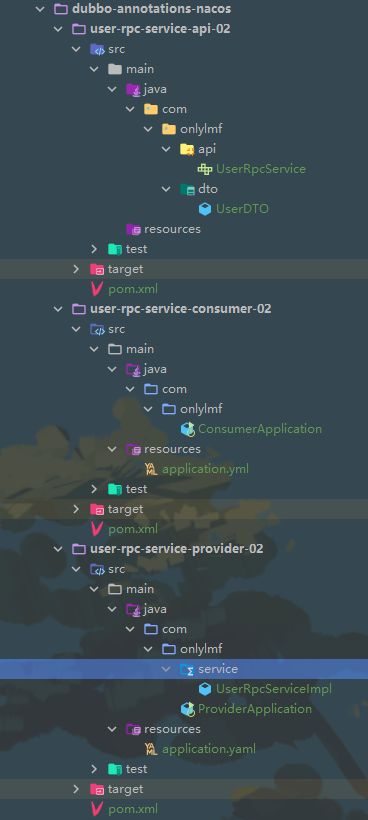 dubbo-annotations-nacos
user-rpc-service-api-02
src
main
java
com
onlylmf
api
UserRpcService
dto
UserDTO
resources
test
target
pom.xml
user-rpc-service-consumer-02
src
main
java
com
onlylmf
ConsumerApplication
resources
application.yml
test
target
pom.xml
user-rpc-service-provider-02
src
main
java
com
onlylmf
service
UserRpcServiceImpl
ProviderApplication
resources
application.yaml
test
target
pom.xml